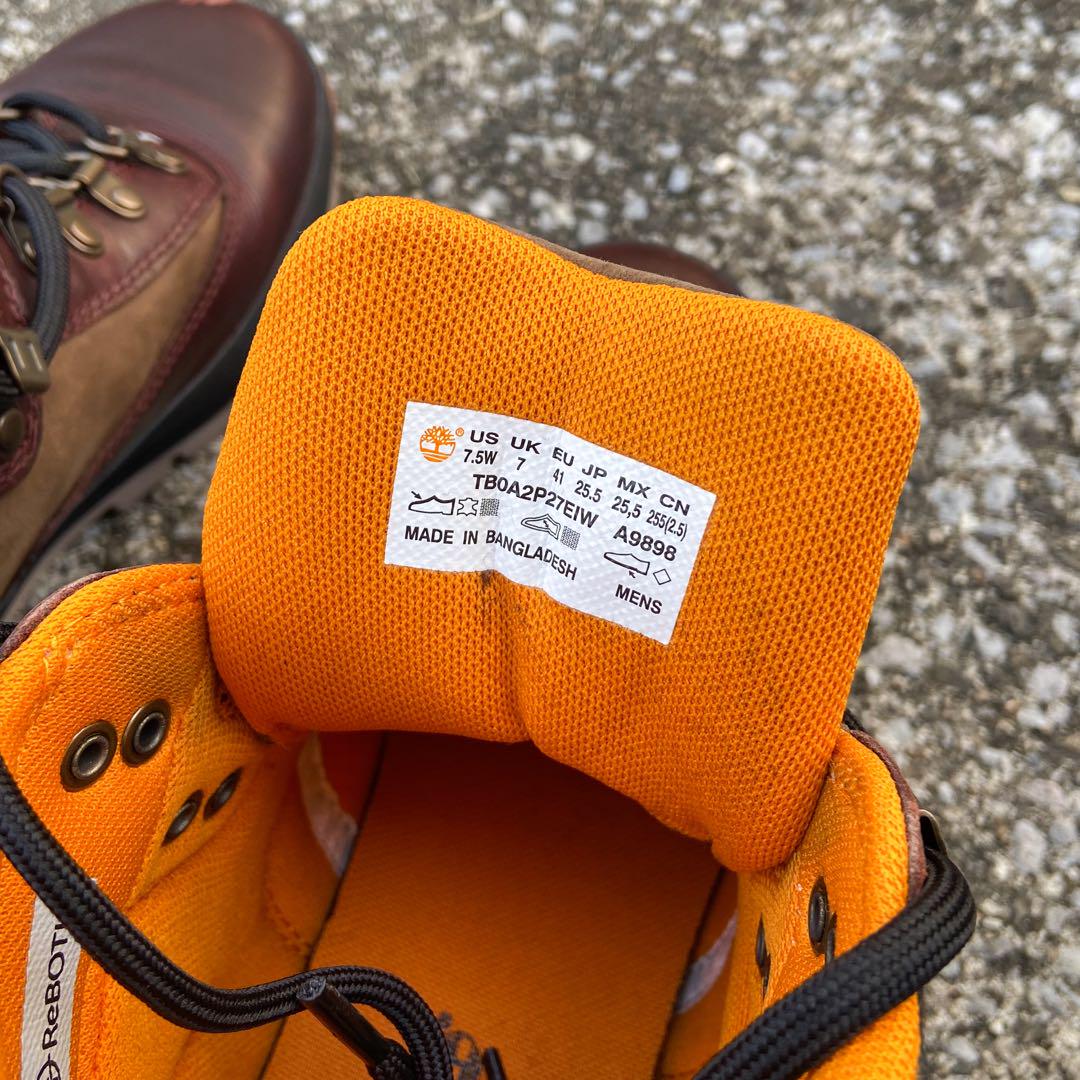 ® US UK EU JP MX CN
7.5W 7 41 25.5 25,5 255(2.5)
TB0A2P27EIW A9898
MADE IN BANGLADESH
MENS